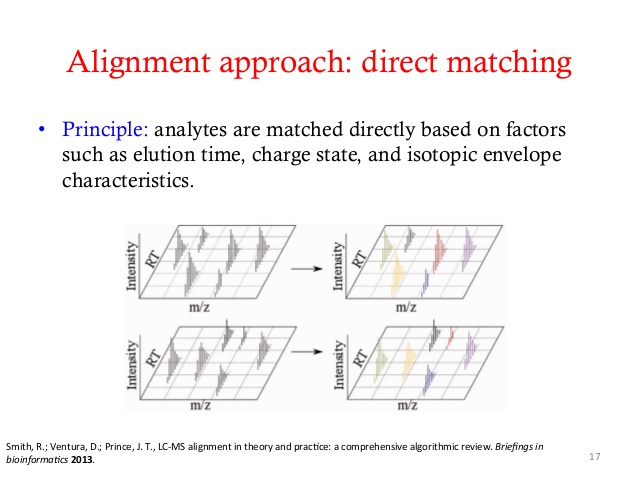 Alignment approach: direct matching
• Principle: analytes are matched directly based on factors
such as elution time, charge state, and isotopic envelope
characteristics.
Intensity
RT
m/z
Intensity
RT
m/z
Intensity
RT
m/z
Intensity
RT
m/z
Smith, R.; Ventura, D.; Prince, J. T., LC-MS alignment in theory and practice: a comprehensive algorithmic review. Briefings in
bioinformatics 2013.
17